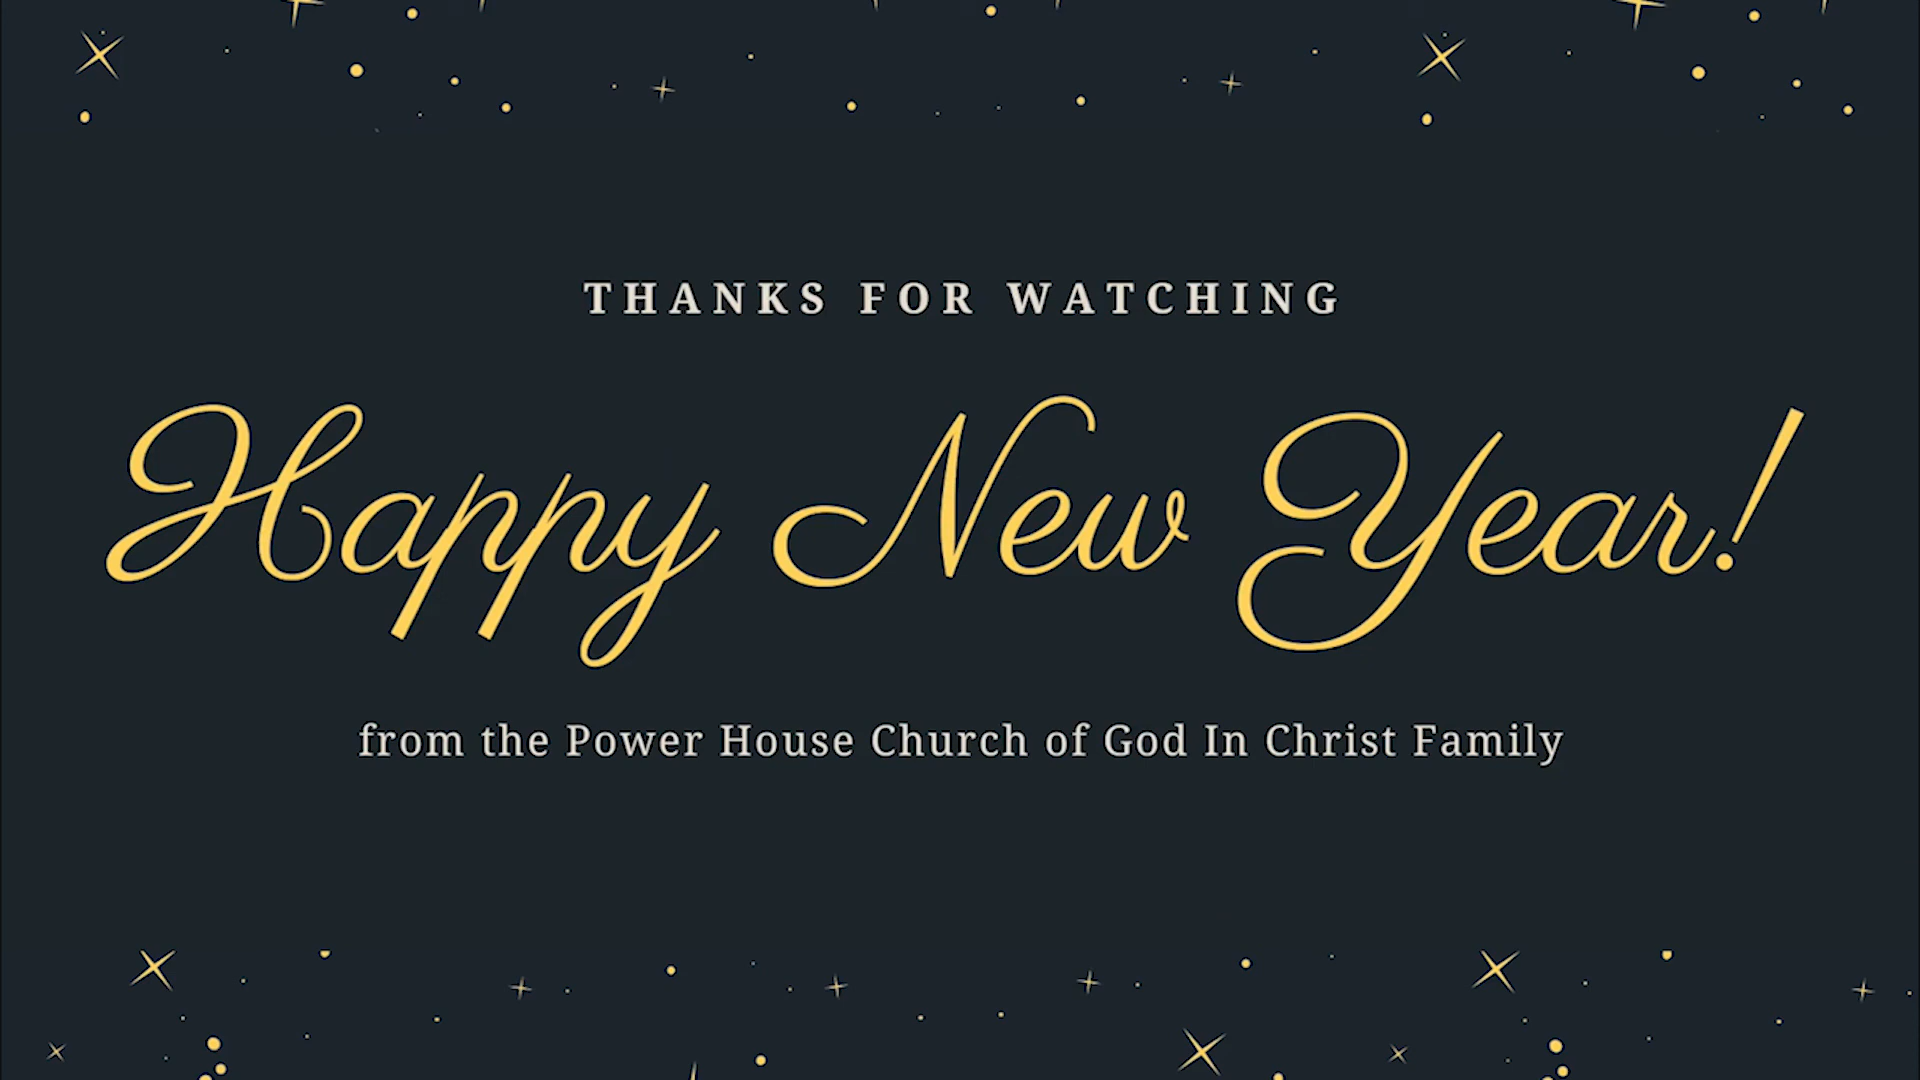 THANKS FOR WATCHING
Happy New Year!
from the Power House Church of God In Christ Family